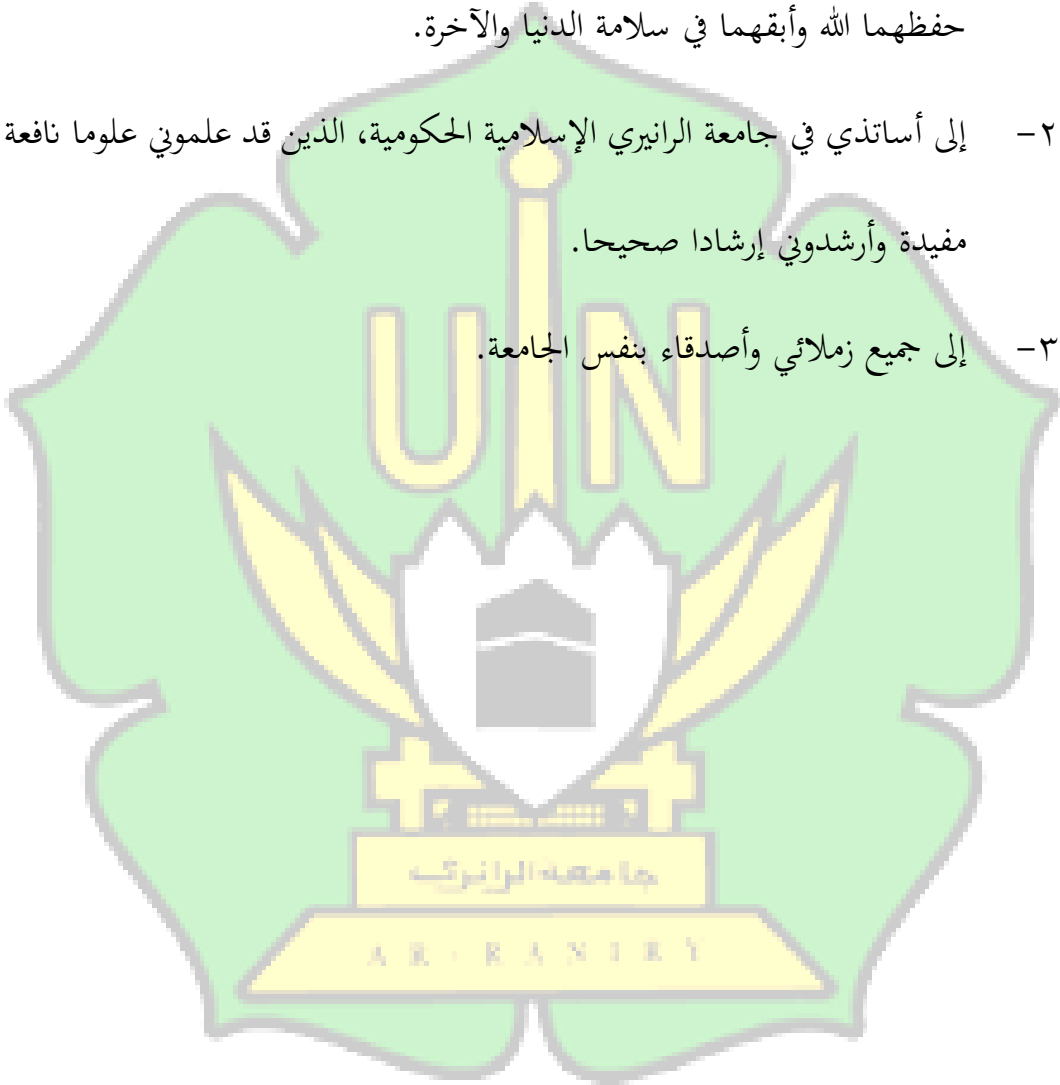 حفظهما الله وأبقهما في سلامة الدنيا والآخرة.
٢- إلى أساتذي في جامعة الرانيري الإسلامية الحكومية، الذين قد علموني علوما نافعة
مفيدة وأرشدوني إرشادا صحيحا.
٣- إلى جميع زملائي وأصدقاء بنفس الجامعة.
UIN
جامعة الرانري
AR-RANIRY